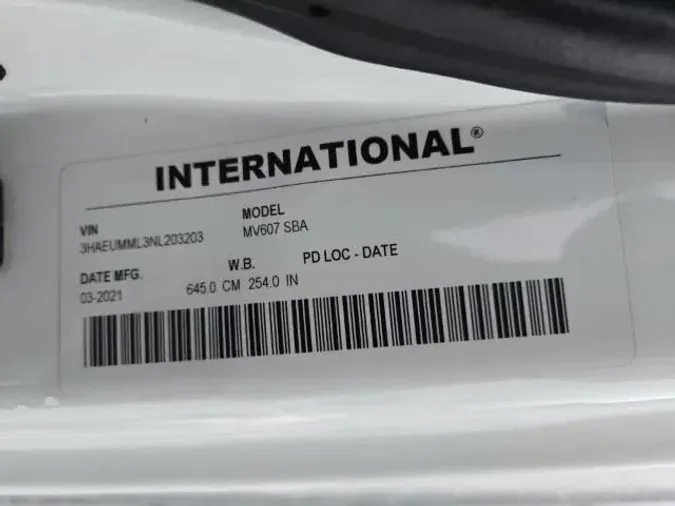 INTERNATIONAL®
VIN MODEL
3HAEUMML3NL203203 MV607 SBA
DATE MFG. W.B. PD LOC - DATE
03-2021 645.0 CM 254.0 IN